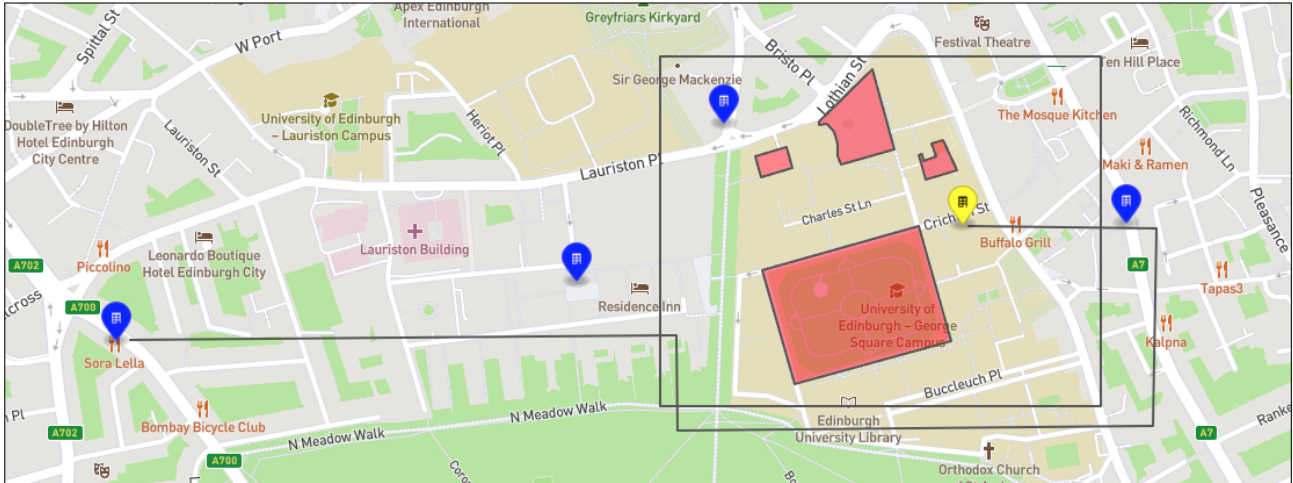 Spittal St
W Port
Apex Edinburgh
International
Greyfriars Kirkyard
Bristo Pl
Lothian St
Festival Theatre
Ten Hill Place
Sir George Mackenzie
The Mosque Kitchen
Richmond Ln
DoubleTree by Hilton
Hotel Edinburgh
City Centre
University of Edinburgh
– Lauriston Campus
Heriot Pl
Lauriston St
Lauriston Pl
Maki & Ramen
Pleasance
Charles St Ln
Crichton St
Buffalo Grill
Piccolino
Leonardo Boutique
Hotel Edinburgh City
Lauriston Building
A702
A7
Tapas3
Residence Inn
A700
University of
Edinburgh – George
Square Campus
Kalpna
Sora Lella
Buccleuch Pl
Bombay Bicycle Club
N Meadow Walk
N Meadow Walk
Edinburgh
University Library
A702
A700
A7
Orthodox Church